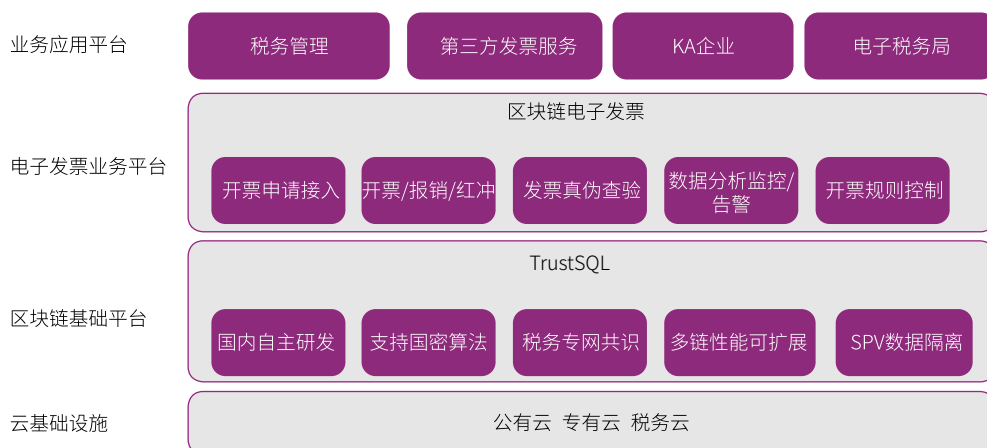 业务应用平台
税务管理
第三方发票服务
KA企业
电子税务局
区块链电子发票
电子发票业务平台
开票申请接入
开票/报销/红冲
发票真伪查验
数据分析监控/
告警
开票规则控制
TrustSQL
区块链基础平台
国内自主研发
支持国密算法
税务专网共识
多链性能可扩展
SPV数据隔离
云基础设施
公有云 专有云 税务云